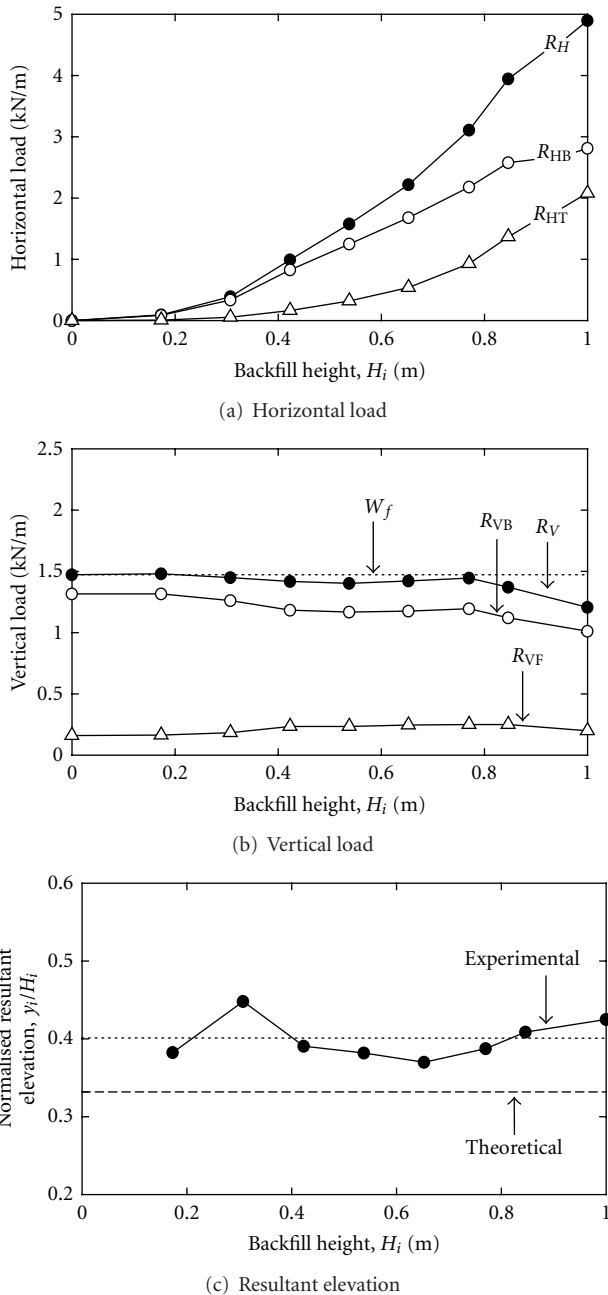 5
4
3
2
1
0
Horizontal load (kN/m)
R_H
R_HB
R_HT
0 0.2 0.4 0.6 0.8 1
Backfill height, H_i (m)
(a) Horizontal load
2.5
2
1.5
1
0.5
0
Vertical load (kN/m)
W_f
R_VB
R_V
R_VF
0 0.2 0.4 0.6 0.8 1
Backfill height, H_i (m)
(b) Vertical load
0.6
0.5
0.4
0.3
0.2
Normalised resultant
elevation, y_i/H_i
Experimental
Theoretical
0 0.2 0.4 0.6 0.8 1
Backfill height, H_i (m)
(c) Resultant elevation